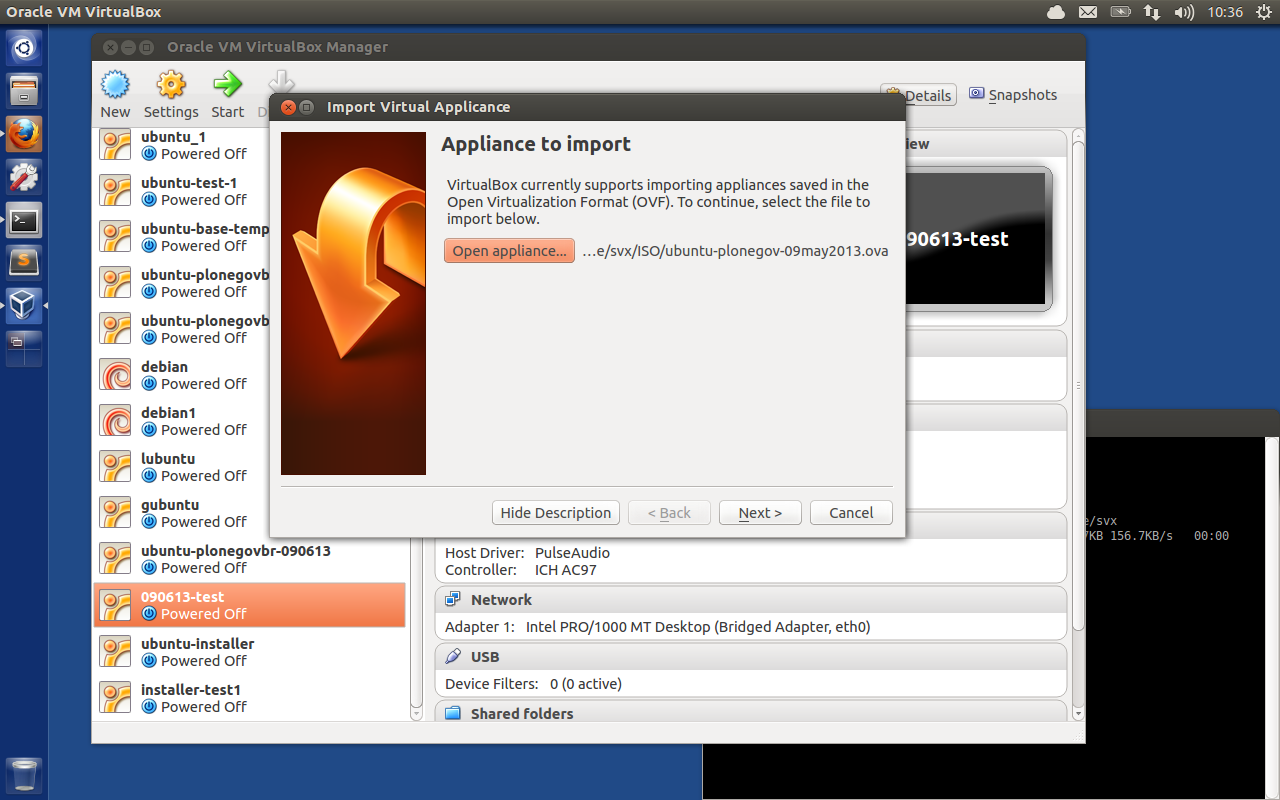 Oracle VM VirtualBox
10:36
Oracle VM VirtualBox Manager
New
Settings
Start
D
Details
Snapshots
Import Virtual Applicance
Appliance to import
VirtualBox currently supports importing appliances saved in the
Open Virtualization Format (OVF). To continue, select the file to
import below.
Open appliance...
...e/svx/ISO/ubuntu-plonegov-09may2013.ova
Hide Description
< Back
Next >
Cancel
ubuntu_1
Powered Off
ubuntu-test-1
Powered Off
ubuntu-base-temp
Powered Off
ubuntu-plonegovb
Powered Off
ubuntu-plonegovb
Powered Off
debian
Powered Off
debian1
Powered Off
lubuntu
Powered Off
gubuntu
Powered Off
ubuntu-plonegovbr-090613
Powered Off
090613-test
Powered Off
ubuntu-installer
Powered Off
installer-test1
Powered Off
iew
090613-test
Host Driver: PulseAudio
Controller: ICH AC97
Network
Adapter 1: Intel PRO/1000 MT Desktop (Bridged Adapter, eth0)
USB
Device Filters: 0 (0 active)
Shared folders
e/svx
7KB 156.7KB/s 00:00